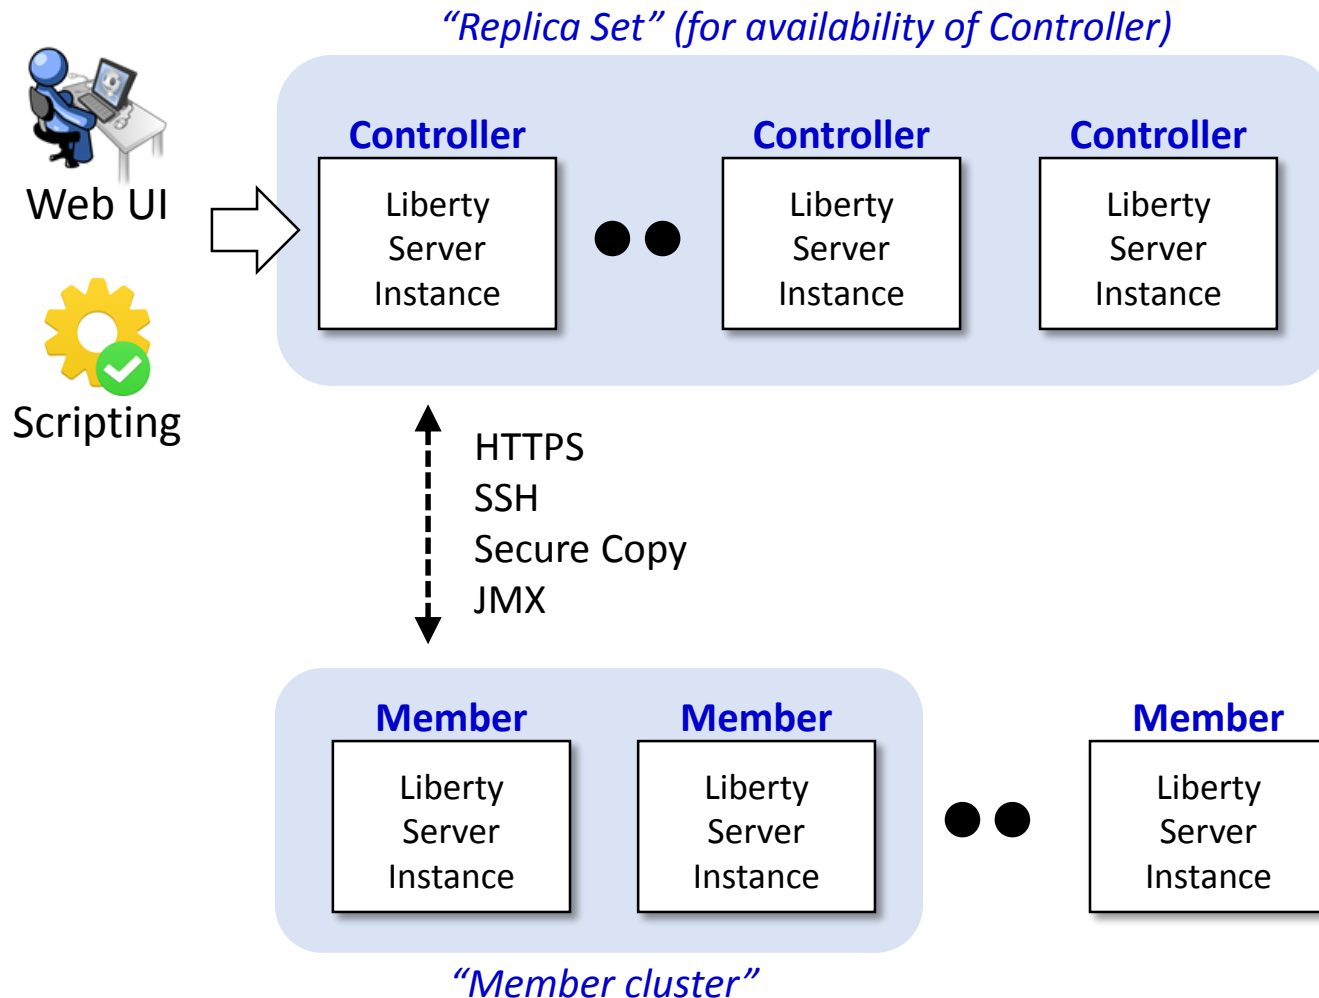 “Replica Set” (for availability of Controller)
Web UI
Scripting
Controller
Liberty
Server
Instance
Controller
Liberty
Server
Instance
Controller
Liberty
Server
Instance
HTTPS
SSH
Secure Copy
JMX
Member
Liberty
Server
Instance
Member
Liberty
Server
Instance
Member
Liberty
Server
Instance
“Member cluster”